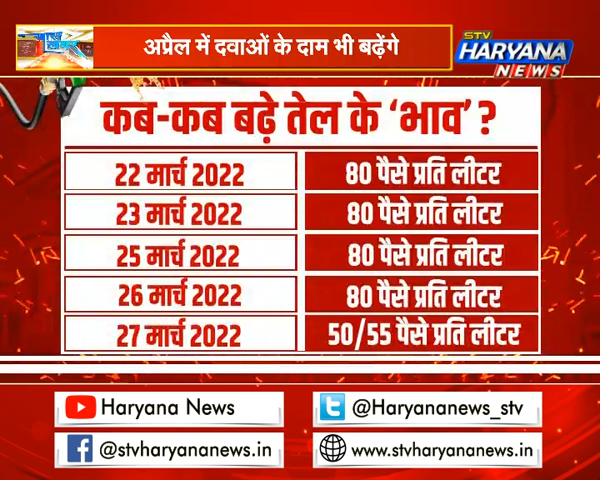 अप्रैल में दवाओं के दाम भी बढ़ेंगे
STV
HARYANA
NEWS
कब-कब बढ़े तेल के ‘भाव’ ?
22 मार्च 2022 80 पैसे प्रति लीटर
23 मार्च 2022 80 पैसे प्रति लीटर
25 मार्च 2022 80 पैसे प्रति लीटर
26 मार्च 2022 80 पैसे प्रति लीटर
27 मार्च 2022 50/55 पैसे प्रति लीटर
Haryana News @Haryananews_stv
@stvharyananews.in www.stvharyananews.in